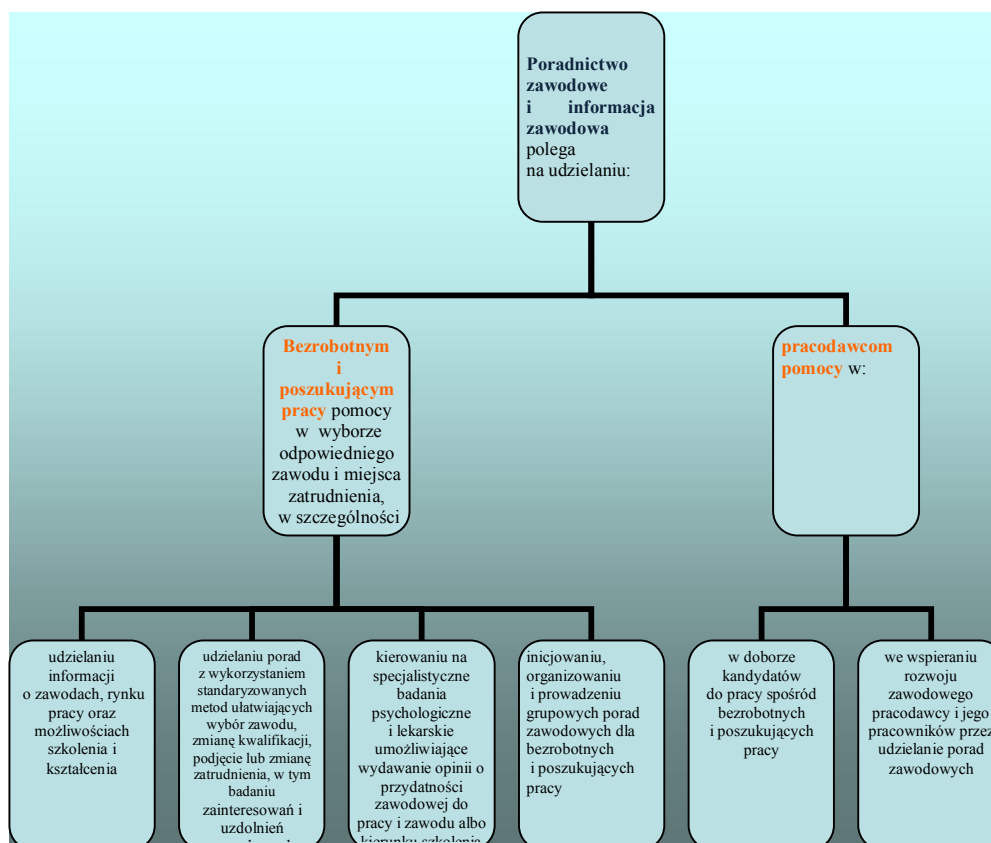 Poradnictwo
zawodowe
i informacja
zawodowa
polega
na udzielaniu:
Bezrobotnym
i
poszukującym
pracy pomocy
w wyborze
odpowiedniego
zawodu i miejsca
zatrudnienia,
w szczególności
pracodawcom
pomocy w:
udzielaniu
informacji
o zawodach, rynku
pracy oraz
możliwościach
szkolenia i
kształcenia
udzielaniu porad
z wykorzystaniem
standaryzowanych
metod ułatwiających
wybór zawodu,
zmianę kwalifikacji,
podjęcie lub zmianę
zatrudnienia, w tym
badaniu
zainteresowań i
uzdolnień
kierowaniu na
specjalistyczne
badania
psychologiczne
i lekarskie
umożliwiające
wydawanie opinii o
przydatności
zawodowej do
pracy i zawodu albo
kierunku szkolenia
inicjowaniu,
organizowaniu
i prowadzeniu
grupowych porad
zawodowych dla
bezrobotnych
i poszukujących
pracy
w doborze
kandydatów
do pracy spośród
bezrobotnych
i poszukujących
pracy
we wspieraniu
rozwoju
zawodowego
pracodawcy i jego
pracowników przez
udzielanie porad
zawodowych